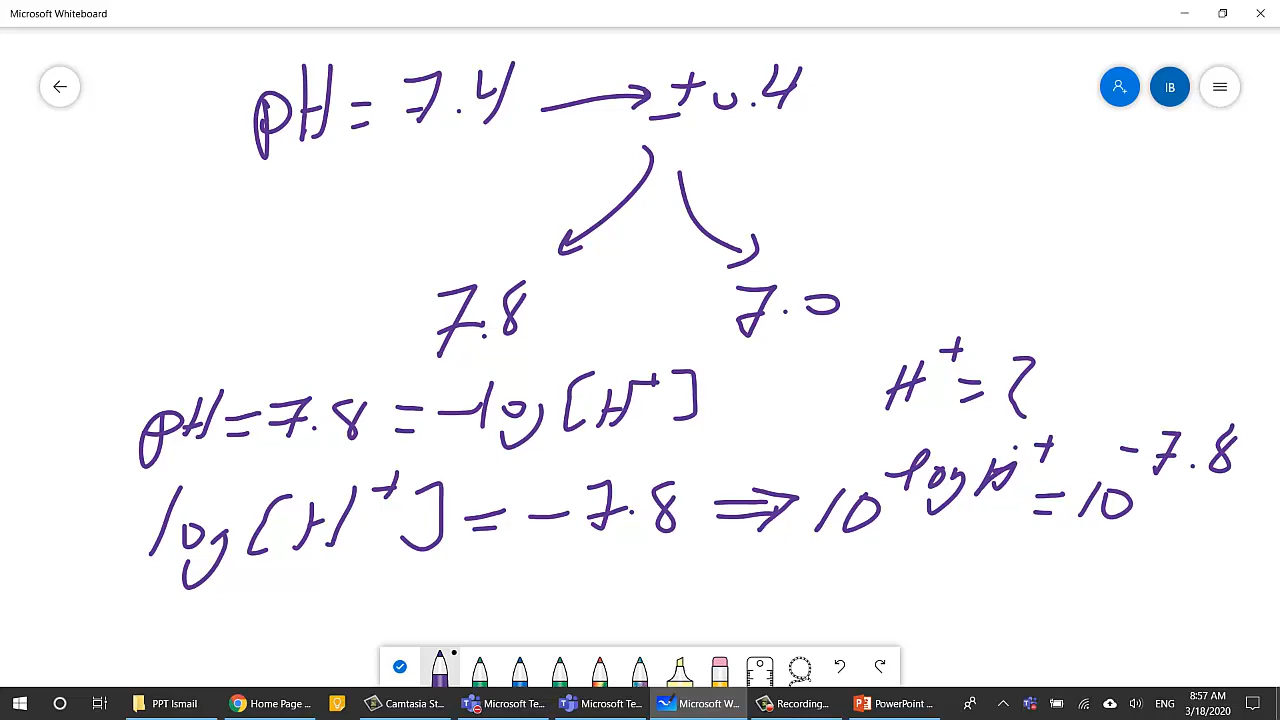 Microsoft Whiteboard
pH = 7.4 → ± 0.4
IB
7.8 7.0
H⁺ = ?
pH = 7.8 = -log[H⁺]
log[H⁺] = -7.8 ⇒ 10^log H⁺ = 10^-7.8
PPT Ismail
Home Page ...
Camtasia St...
Microsoft Te...
Microsoft Te...
Microsoft W...
Recording...
PowerPoint ...
ENG
8:57 AM
3/18/2020